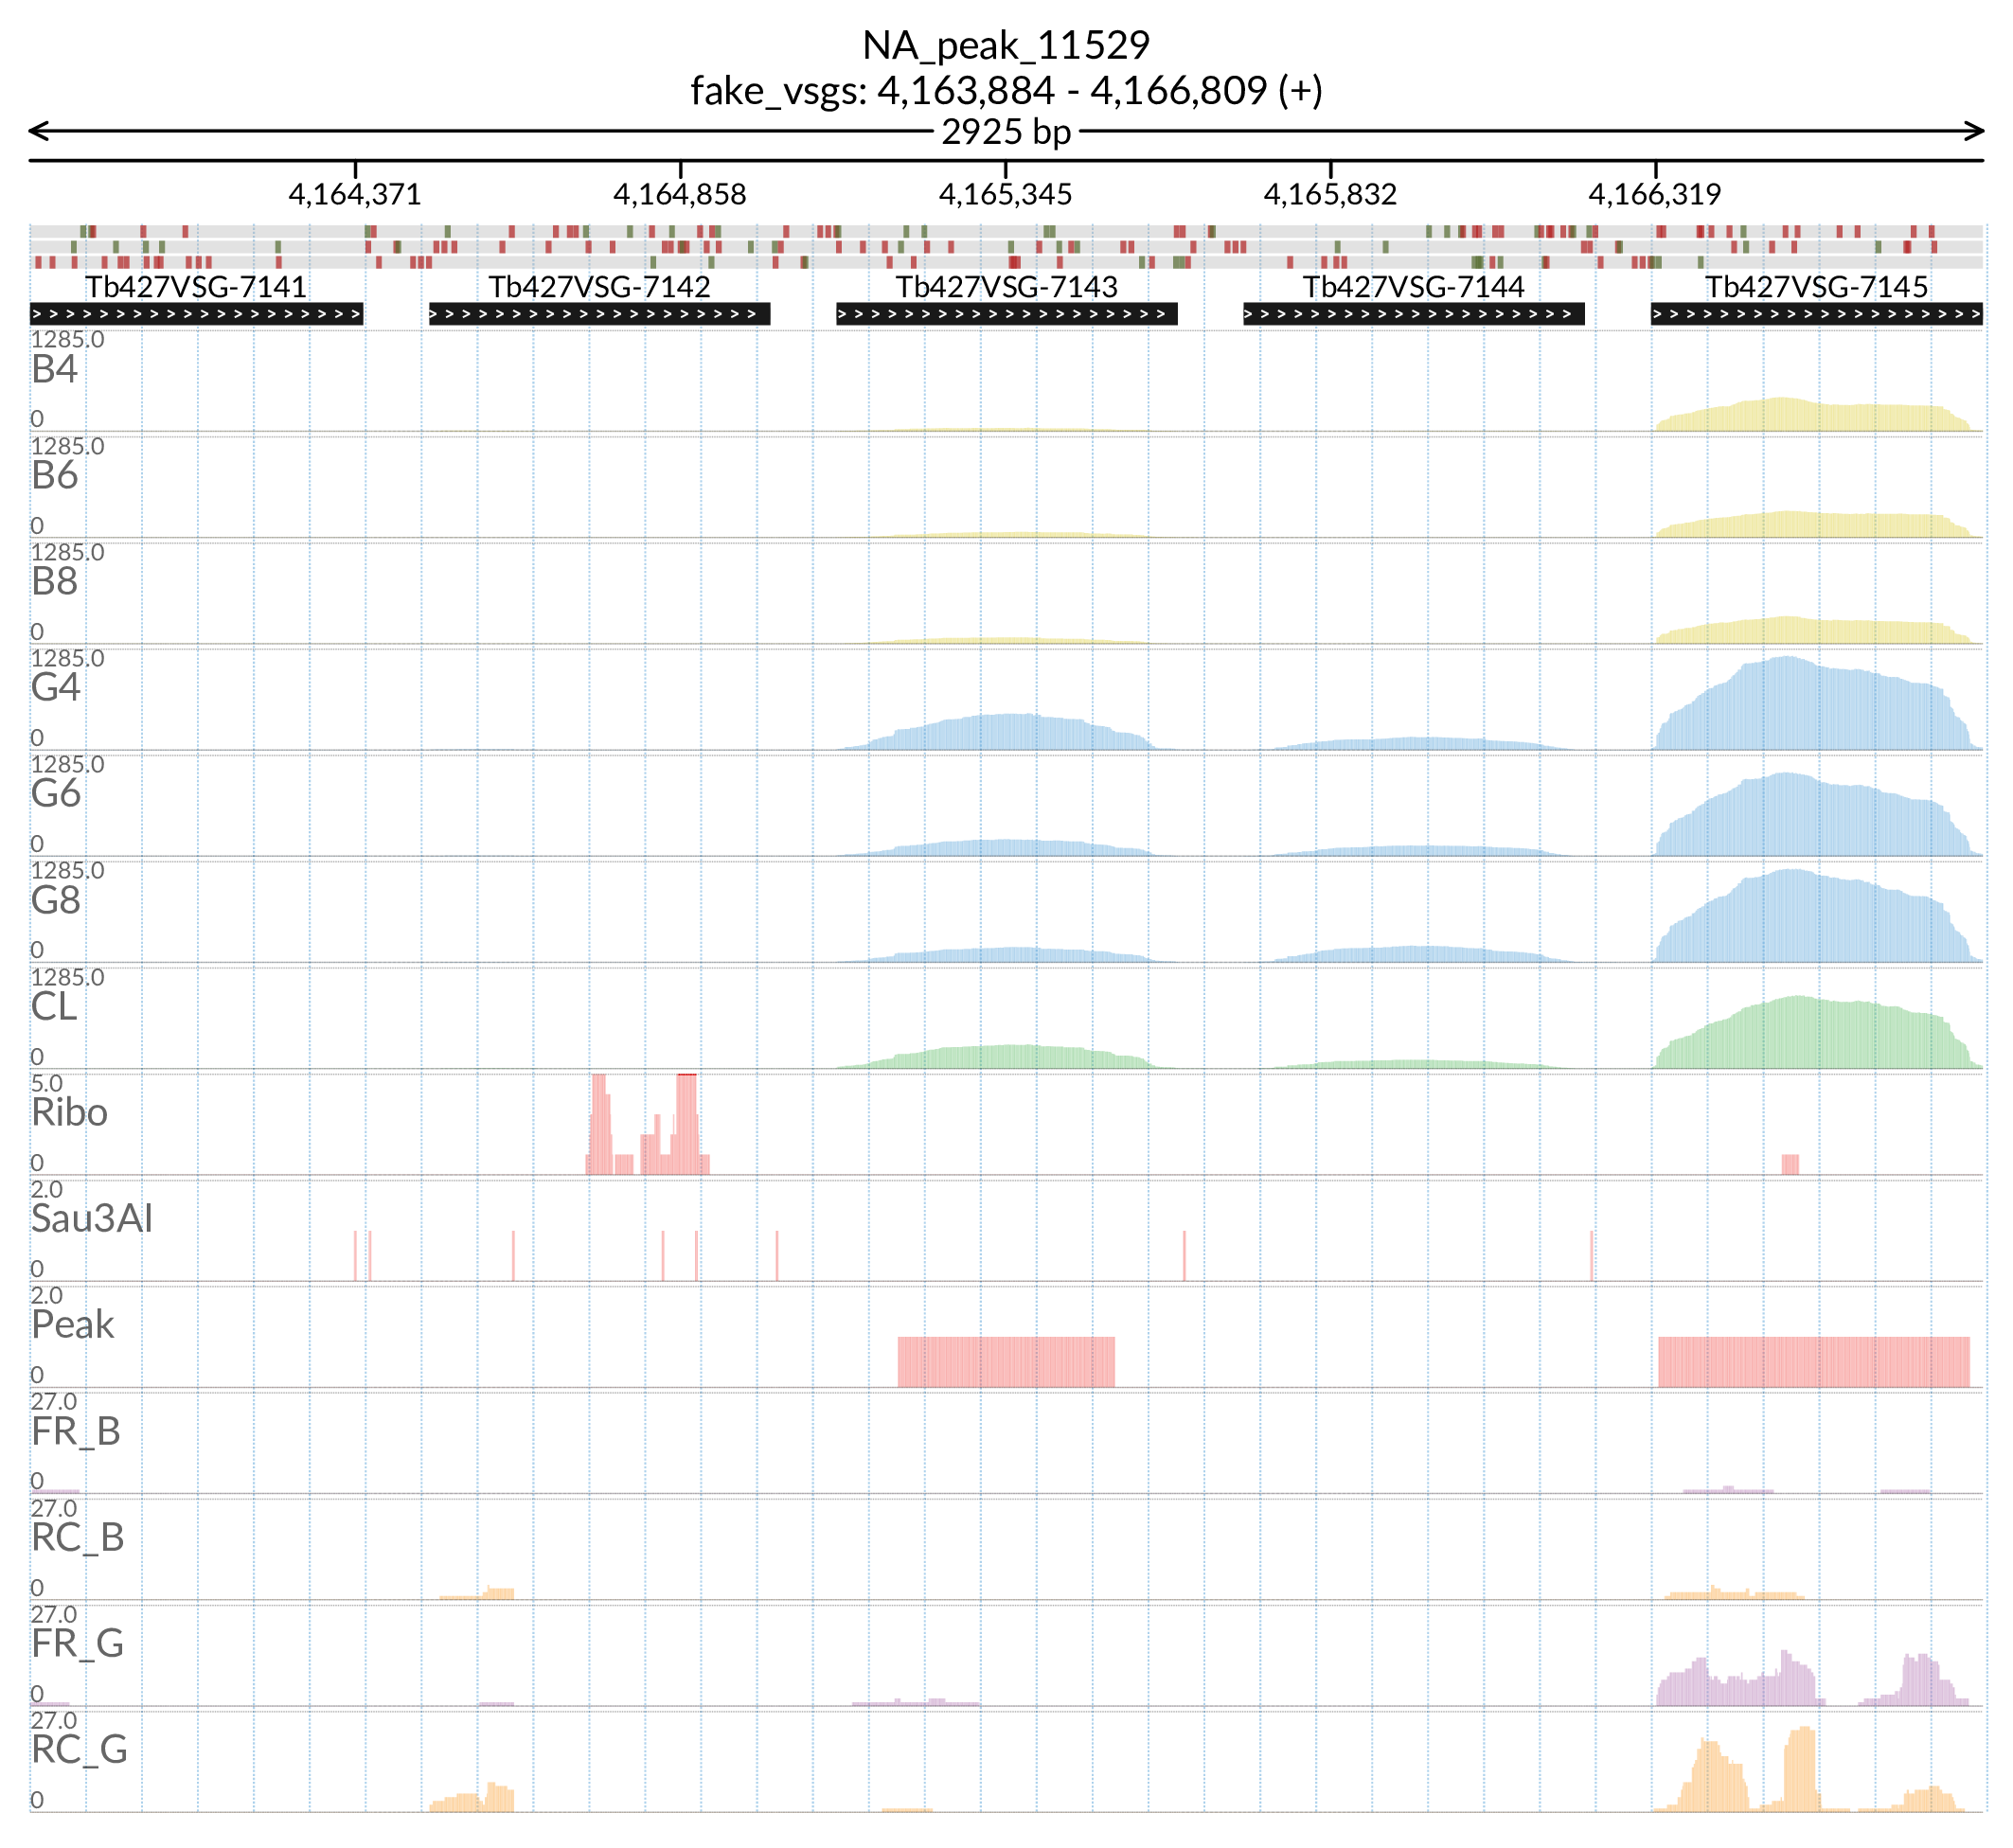 NA_peak_11529
fake_vsgs: 4,163,884 - 4,166,809 (+)
2925 bp
4,164,371 4,164,858 4,165,345 4,165,832 4,166,319
Tb427VSG-7141 Tb427VSG-7142 Tb427VSG-7143 Tb427VSG-7144 Tb427VSG-7145
1285.0
B4
0
1285.0
B6
0
1285.0
B8
0
1285.0
G4
0
1285.0
G6
0
1285.0
G8
0
1285.0
CL
0
5.0
Ribo
0
2.0
Sau3AI
0
2.0
Peak
0
27.0
FR_B
0
27.0
RC_B
0
27.0
FR_G
0
27.0
RC_G
0